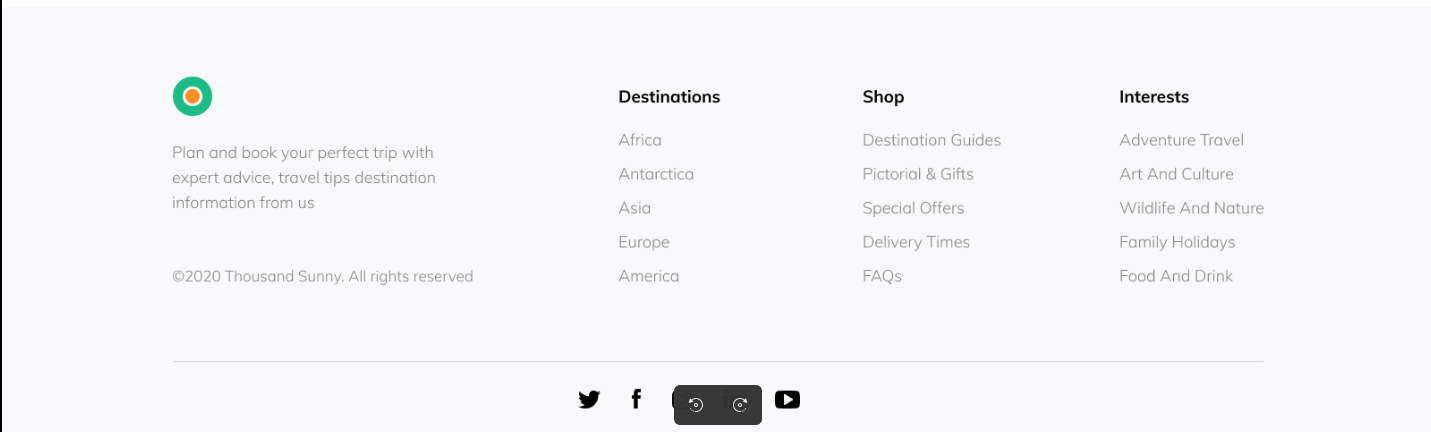 Plan and book your perfect trip with
expert advice, travel tips destination
information from us
©2020 Thousand Sunny. All rights reserved
Destinations
Africa
Antarctica
Asia
Europe
America
Shop
Destination Guides
Pictorial & Gifts
Special Offers
Delivery Times
FAQs
Interests
Adventure Travel
Art And Culture
Wildlife And Nature
Family Holidays
Food And Drink